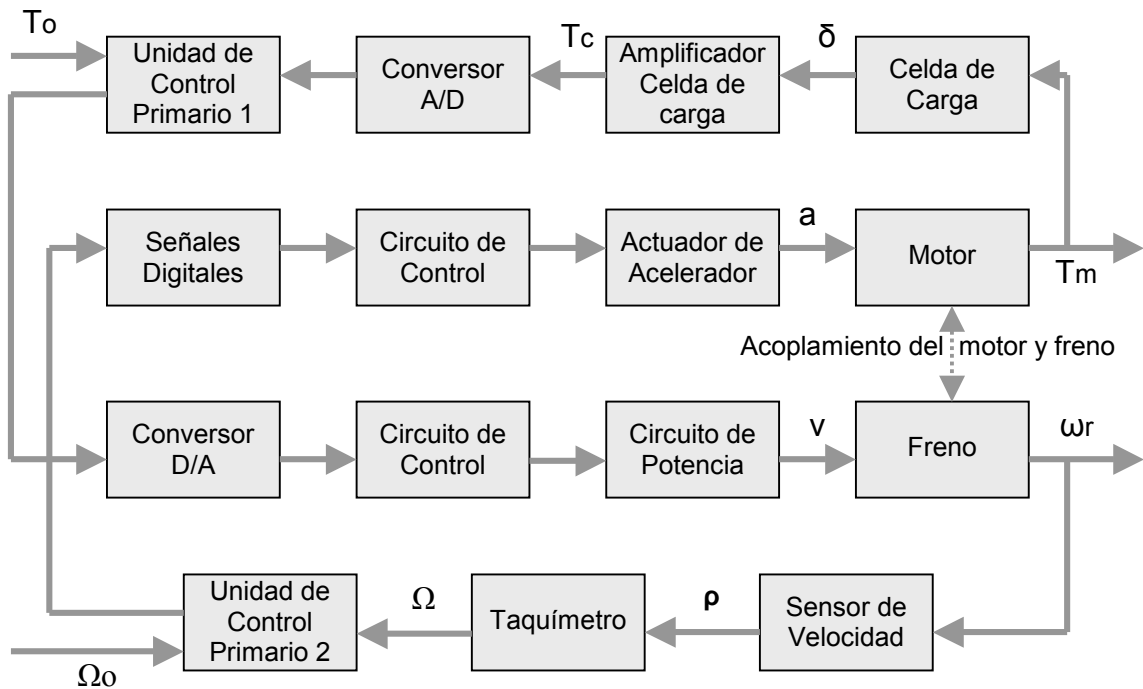 To
Unidad de
Control
Primario 1
Conversor
A/D
Tc
Amplificador
Celda de
carga
δ
Celda de
Carga
Señales
Digitales
Circuito de
Control
Actuador de
Acelerador
a
Motor
Tm
Acoplamiento del motor y freno
Conversor
D/A
Circuito de
Control
Circuito de
Potencia
v
Freno
ωr
Unidad de
Control
Primario 2
Ω
Taquímetro
ρ
Sensor de
Velocidad
Ωo